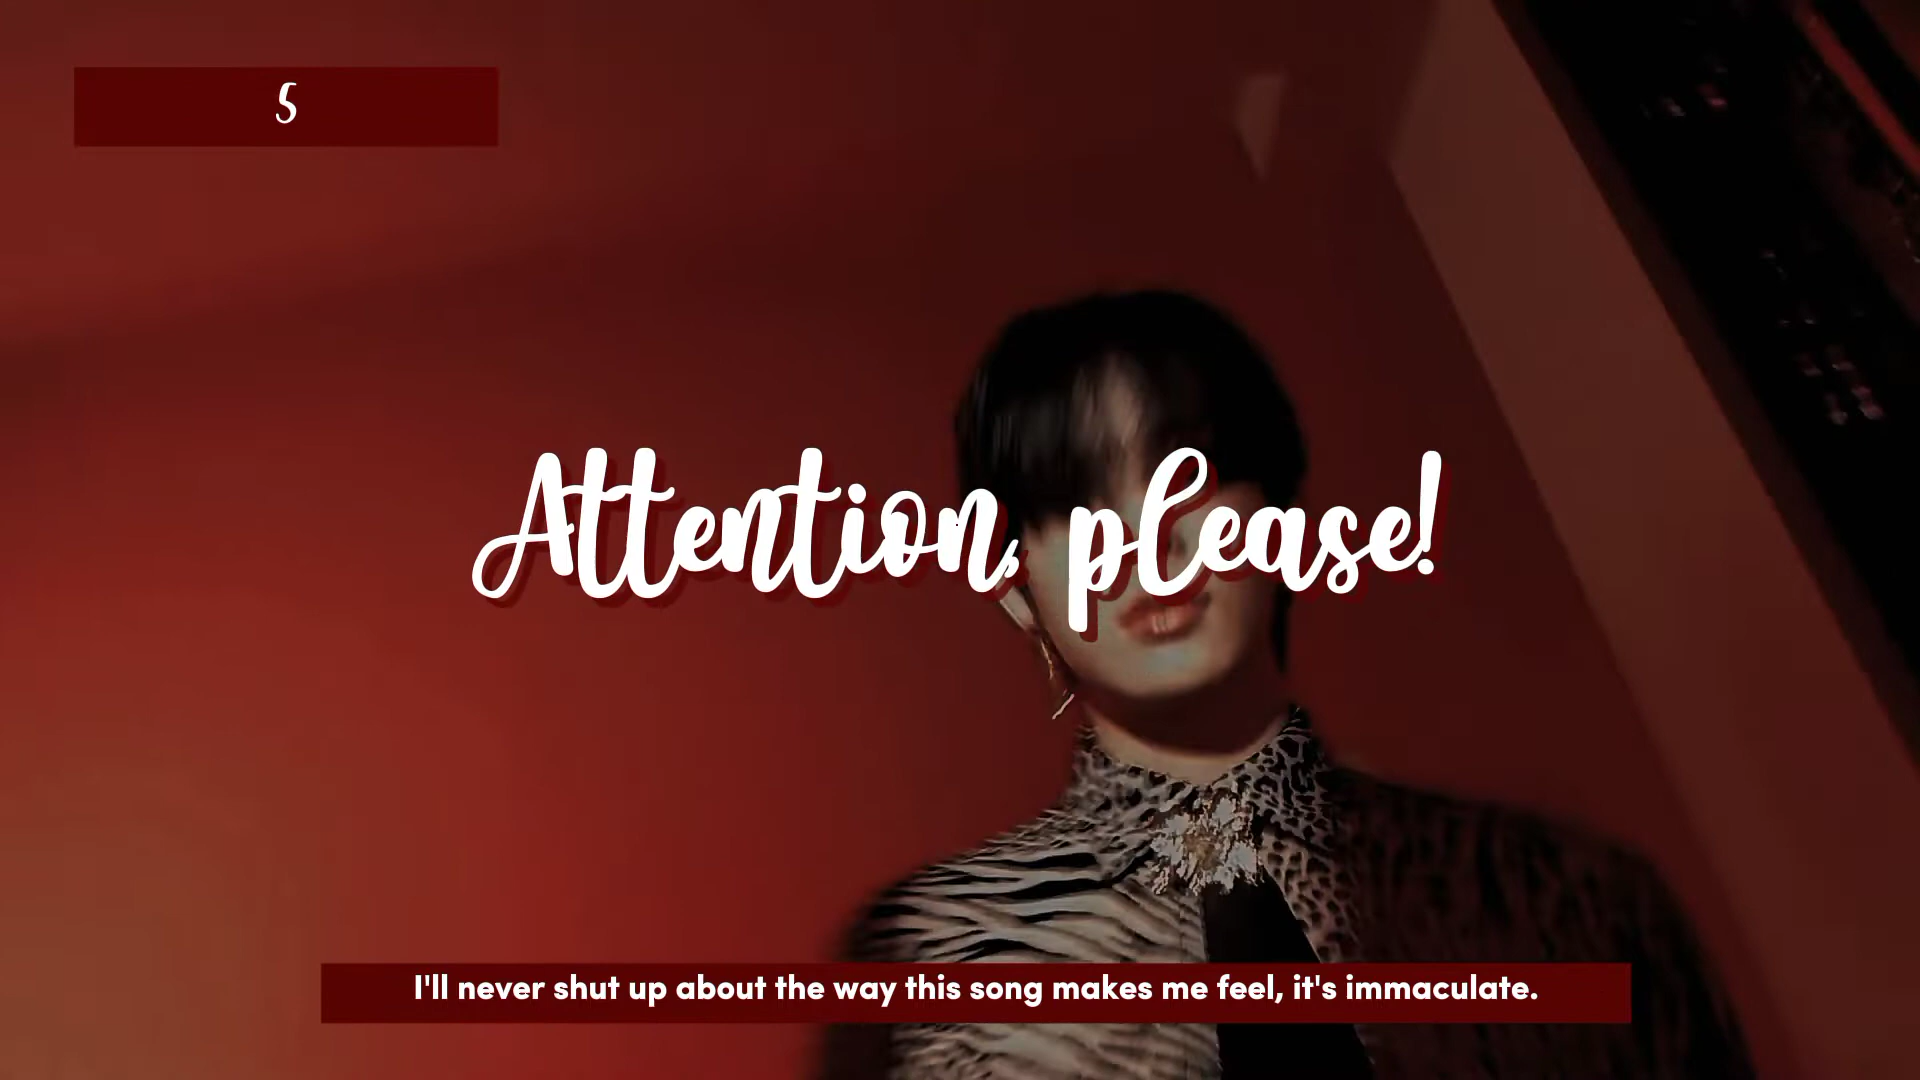 5
Attention, please!
I'll never shut up about the way this song makes me feel, it's immaculate.